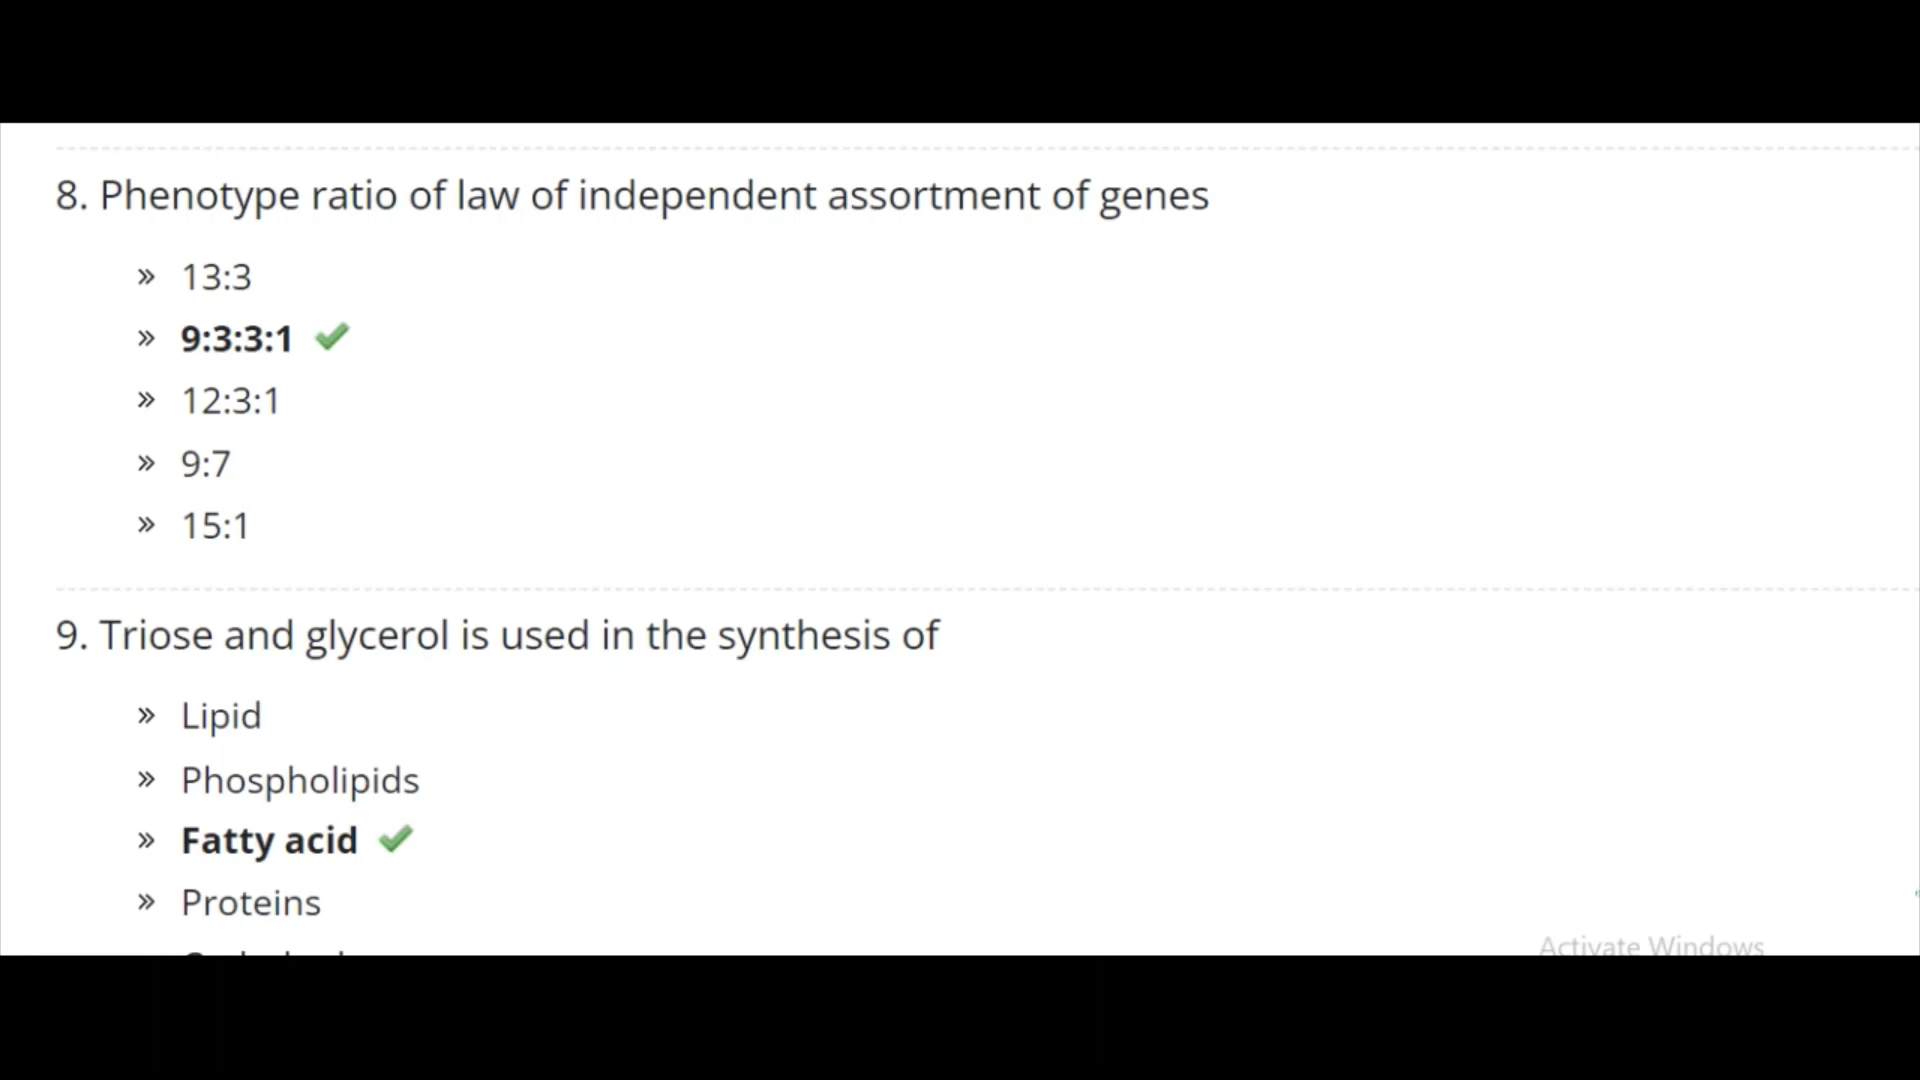 8. Phenotype ratio of law of independent assortment of genes
» 13:3
» 9:3:3:1
» 12:3:1
» 9:7
» 15:1
9. Triose and glycerol is used in the synthesis of
» Lipid
» Phospholipids
» Fatty acid
» Proteins
Activate Windows